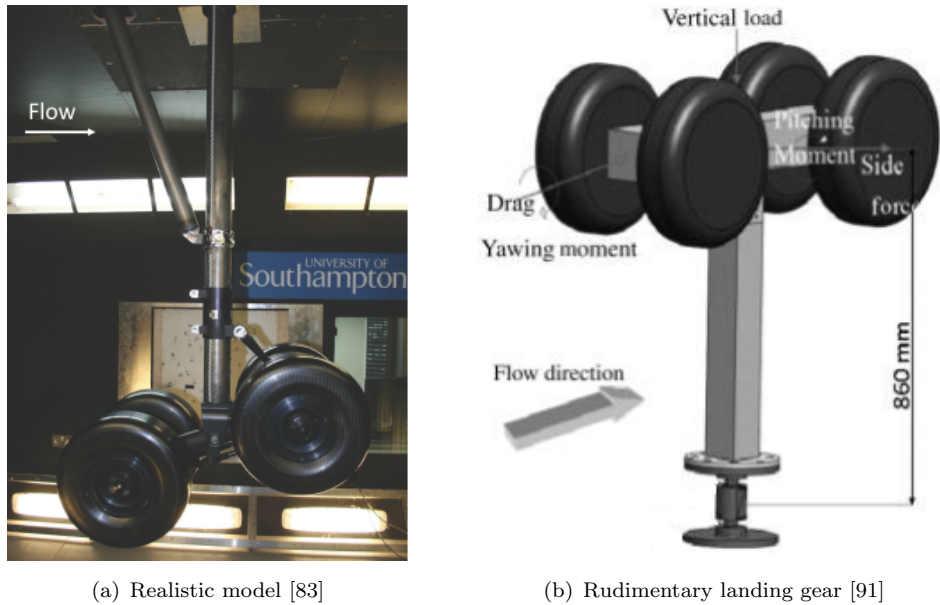 Flow
UNIVERSITY OF
Southampton
Vertical load
Pitching
Moment
Side
force
Drag
Yawing moment
Flow direction
860 mm
(a) Realistic model [83]
(b) Rudimentary landing gear [91]